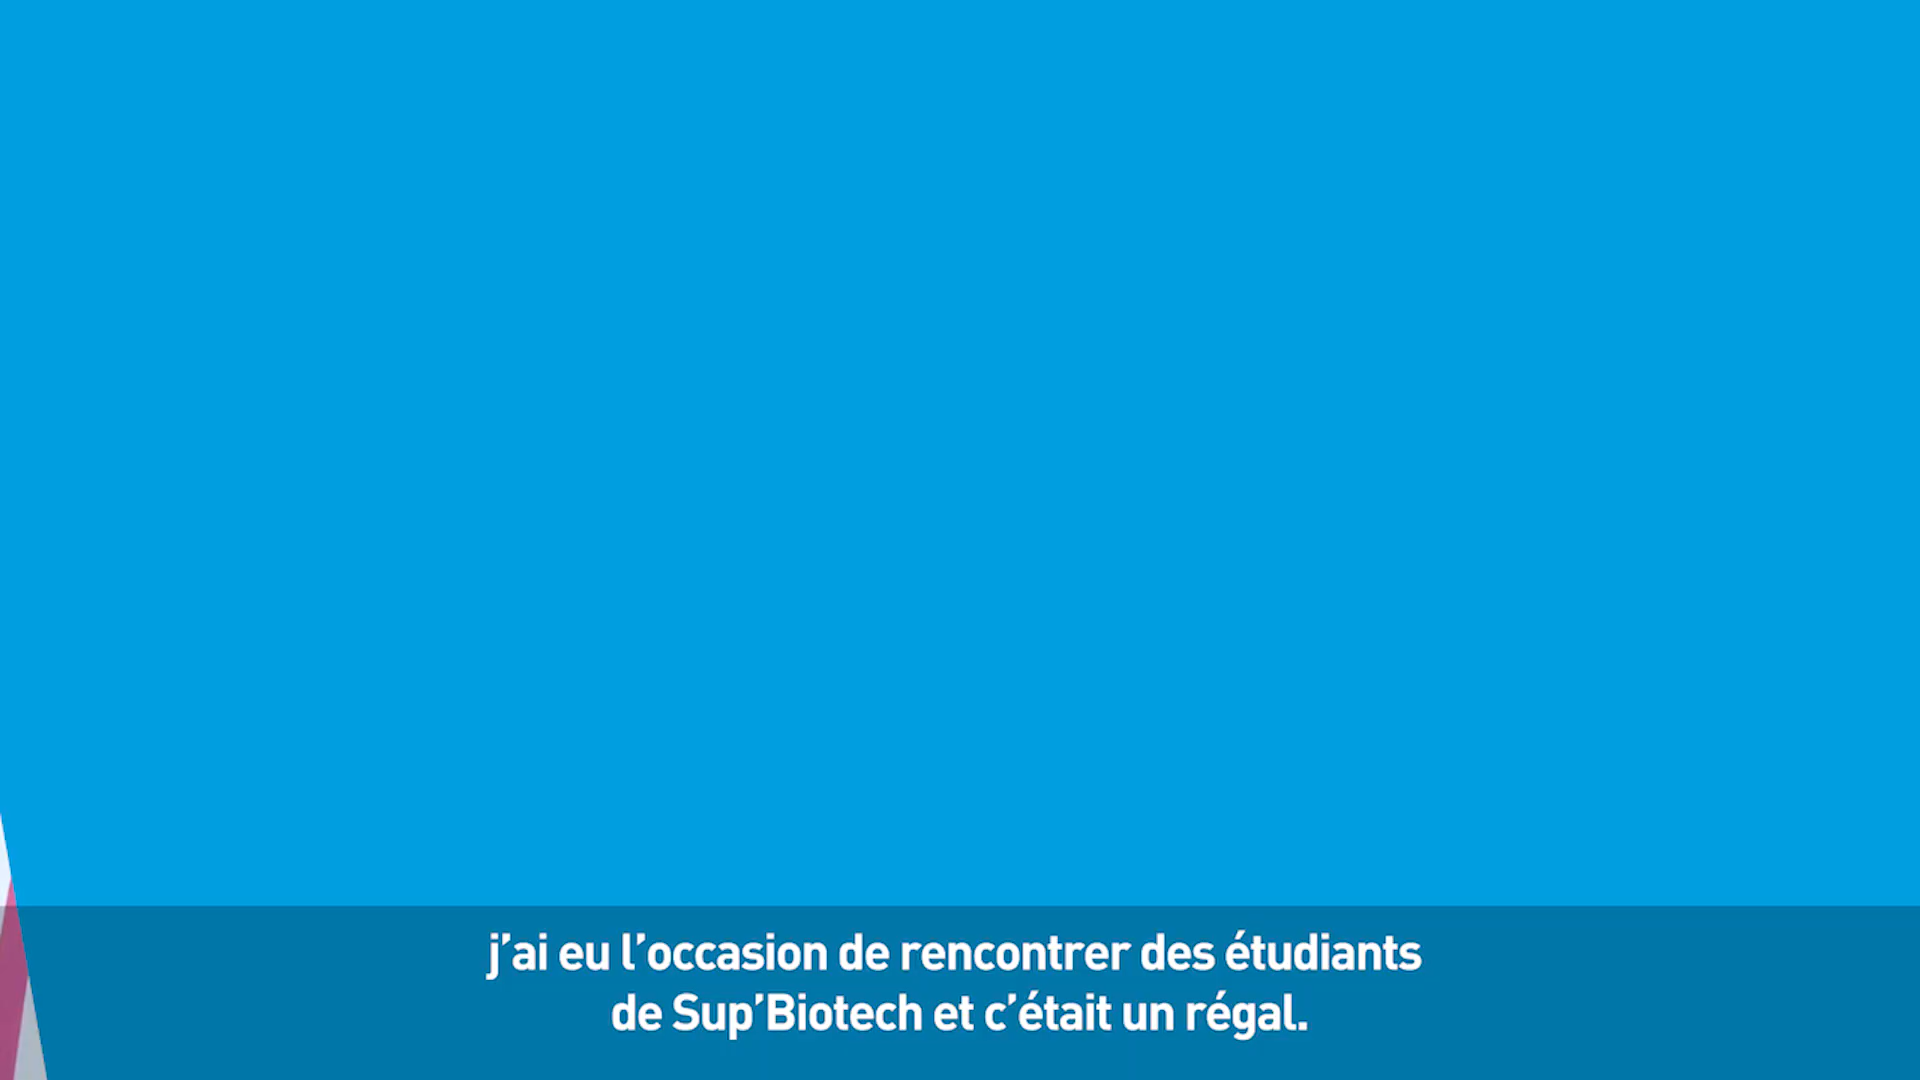 j’ai eu l’occasion de rencontrer des étudiants
de Sup’Biotech et c’était un régal.